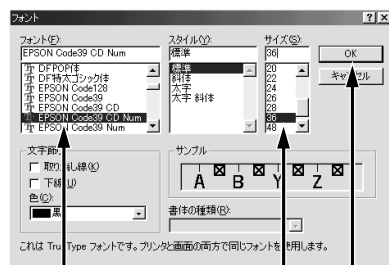 フォント
フォント(F):
EPSON Code39 CD Num
DFPOP体
DF特太ゴシック体
EPSON Code128
EPSON Code39
EPSON Code39 CD
EPSON Code39 CD Num
EPSON Code39 Num
スタイル(Y):
標準
標準
斜体
太字
太字 斜体
サイズ(S):
36
20
22
24
26
28
36
48
OK
キャンセル
文字飾
取り消し線(K)
下線(U)
色(C):
黒
サンプル
A B Y Z
書体の種類(R):
これは TrueType フォントです。プリンタと画面の両方で同じフォントを使用します。